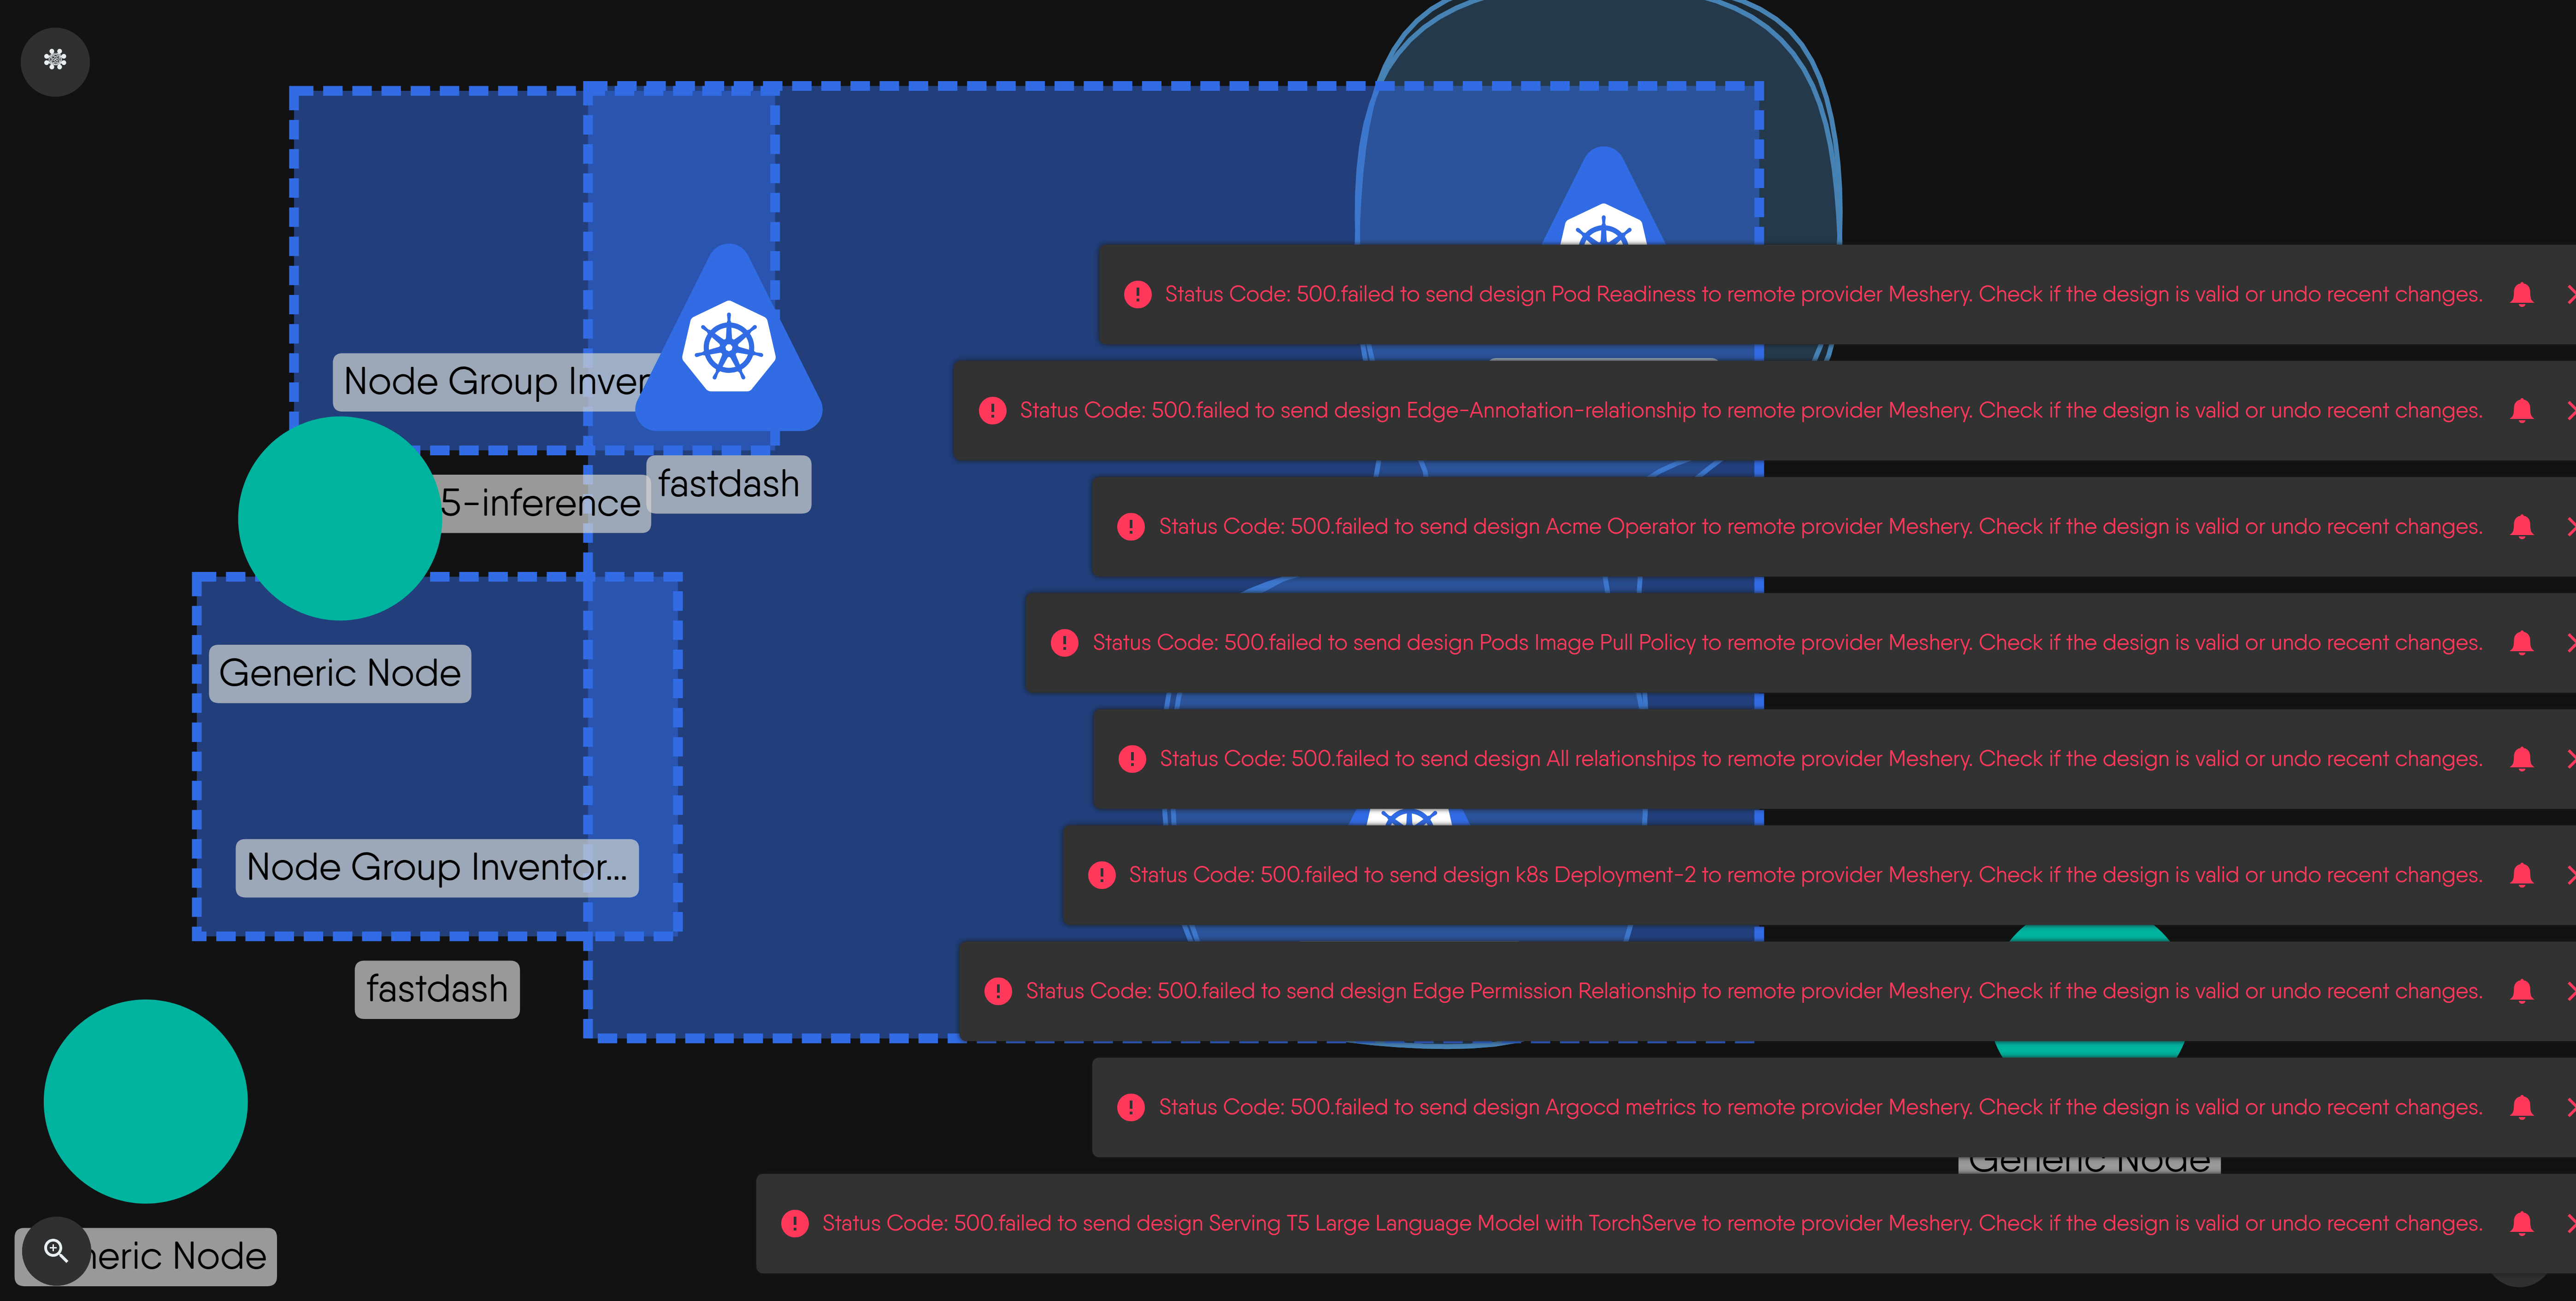 Status Code: 500.failed to send design Pod Readiness to remote provider Meshery. Check if the design is valid or undo recent changes.
Node Group Inver
Status Code: 500.failed to send design Edge-Annotation-relationship to remote provider Meshery. Check if the design is valid or undo recent changes.
fastdash
5-inference
Status Code: 500.failed to send design Acme Operator to remote provider Meshery. Check if the design is valid or undo recent changes.
Status Code: 500.failed to send design Pods Image Pull Policy to remote provider Meshery. Check if the design is valid or undo recent changes.
Generic Node
Status Code: 500.failed to send design All relationships to remote provider Meshery. Check if the design is valid or undo recent changes.
Node Group Inventor...
Status Code: 500.failed to send design k8s Deployment-2 to remote provider Meshery. Check if the design is valid or undo recent changes.
fastdash
Status Code: 500.failed to send design Edge Permission Relationship to remote provider Meshery. Check if the design is valid or undo recent changes.
Status Code: 500.failed to send design Argocd metrics to remote provider Meshery. Check if the design is valid or undo recent changes.
Generic Node
Status Code: 500.failed to send design Serving T5 Large Language Model with TorchServe to remote provider Meshery. Check if the design is valid or undo recent changes.
neric Node